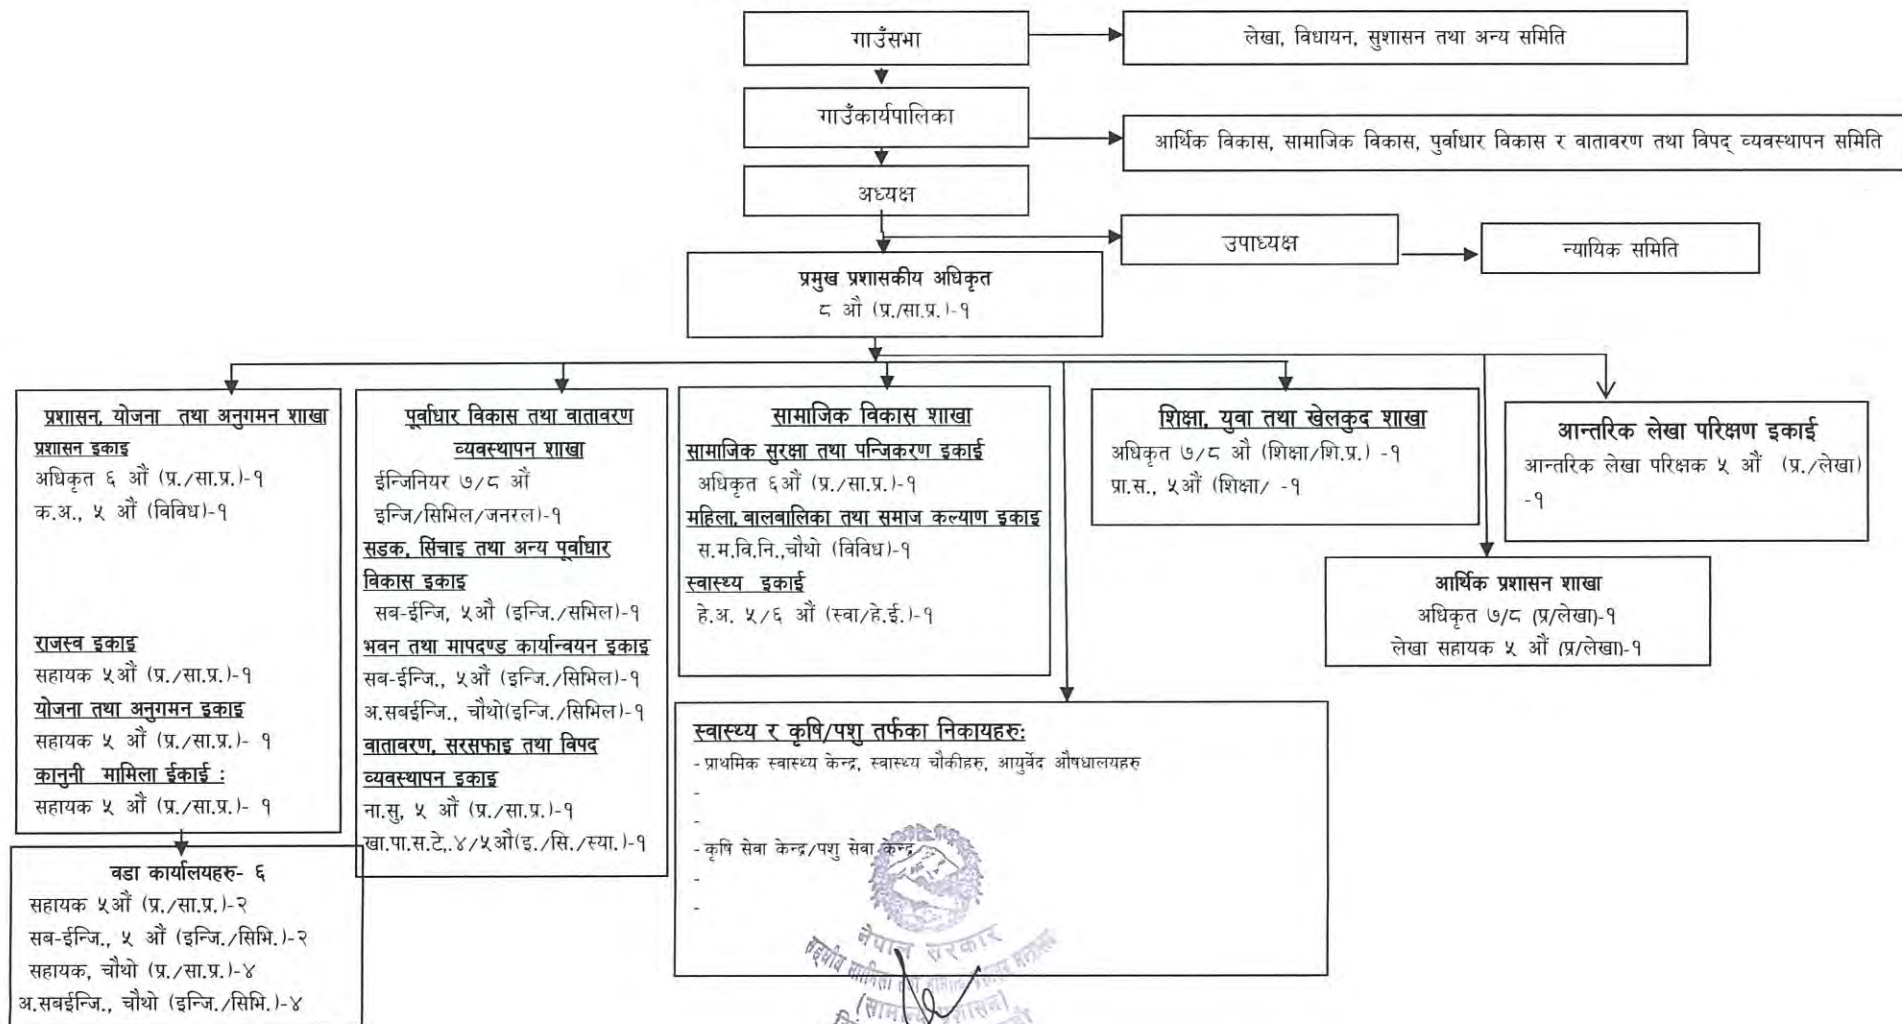 गाउँसभा
लेखा, विधायन, सुशासन तथा अन्य समिति
गाउँकार्यपालिका
आर्थिक विकास, सामाजिक विकास, पुर्वाधार विकास र वातावरण तथा विपद् व्यवस्थापन समिति
अध्यक्ष
उपाध्यक्ष
न्यायिक समिति
प्रमुख प्रशासकीय अधिकृत
८ औ (प्र./सा.प्र.)-१
प्रशासन, योजना तथा अनुगमन शाखा
प्रशासन इकाइ
अधिकृत ६ औं (प्र./सा.प्र.)-१
क.अ., ५ औं (विविध)-१
राजस्व इकाइ
सहायक ५औं (प्र./सा.प्र.)-१
योजना तथा अनुगमन इकाइ
सहायक ५ औं (प्र./सा.प्र.)- १
कानुनी मामिला ईकाई :
सहायक ५ औं (प्र./सा.प्र.)- १
वडा कार्यालयहरु- ६
सहायक ५औं (प्र./सा.प्र.)-२
सब-ईन्जि., ५ औं (इन्जि./सिभि.)-२
सहायक, चौथो (प्र./सा.प्र.)-४
अ.सबईन्जि., चौथो (इन्जि./सिभि.)-४
पूर्वाधार विकास तथा वातावरण
व्यवस्थापन शाखा
ईन्जिनियर ७/८ औं
इन्जि/सिभिल/जनरल)-१
सडक, सिंचाइ तथा अन्य पूर्वाधार
विकास इकाइ
सब-ईन्जि, ५औं (इन्जि./सभिल)-१
भवन तथा मापदण्ड कार्यान्वयन इकाइ
सब-ईन्जि., ५औं (इन्जि./सिभिल)-१
अ.सबईन्जि., चौथो(इन्जि./सिभिल)-१
वातावरण, सरसफाइ तथा विपद
व्यवस्थापन इकाइ
ना.सु, ५ औं (प्र./सा.प्र.)-१
खा.पा.स.टे,.४/५औं(इ./सि./स्या.)-१
सामाजिक विकास शाखा
सामाजिक सुरक्षा तथा पन्जिकरण इकाई
अधिकृत ६औं (प्र./सा.प्र.)-१
महिला, बालबालिका तथा समाज कल्याण इकाइ
स.म.वि.नि.,चौथो (विविध)-१
स्वास्थ्य इकाई
हे.अ. ५/६ औं (स्वा/हे.ई.)-१
शिक्षा, युवा तथा खेलकुद शाखा
अधिकृत ७/८ औ (शिक्षा/शि.प्र.) -१
प्रा.स., ५औं (शिक्षा/ -१
आन्तरिक लेखा परिक्षण इकाई
आन्तरिक लेखा परिक्षक ५ औं (प्र./लेखा)
-१
आर्थिक प्रशासन शाखा
अधिकृत ७/८ (प्र/लेखा)-१
लेखा सहायक ५ औं (प्र/लेखा)-१
स्वास्थ्य र कृषि/पशु तर्फका निकायहरु:
- प्राथमिक स्वास्थ्य केन्द्र, स्वास्थ्य चौकीहरु, आयुर्वेद औषधालयहरु
-
-
- कृषि सेवा केन्द्र/पशु सेवा केन्द्र
-
-
नेपाल सरकार
(सामान्य प्रशासन)